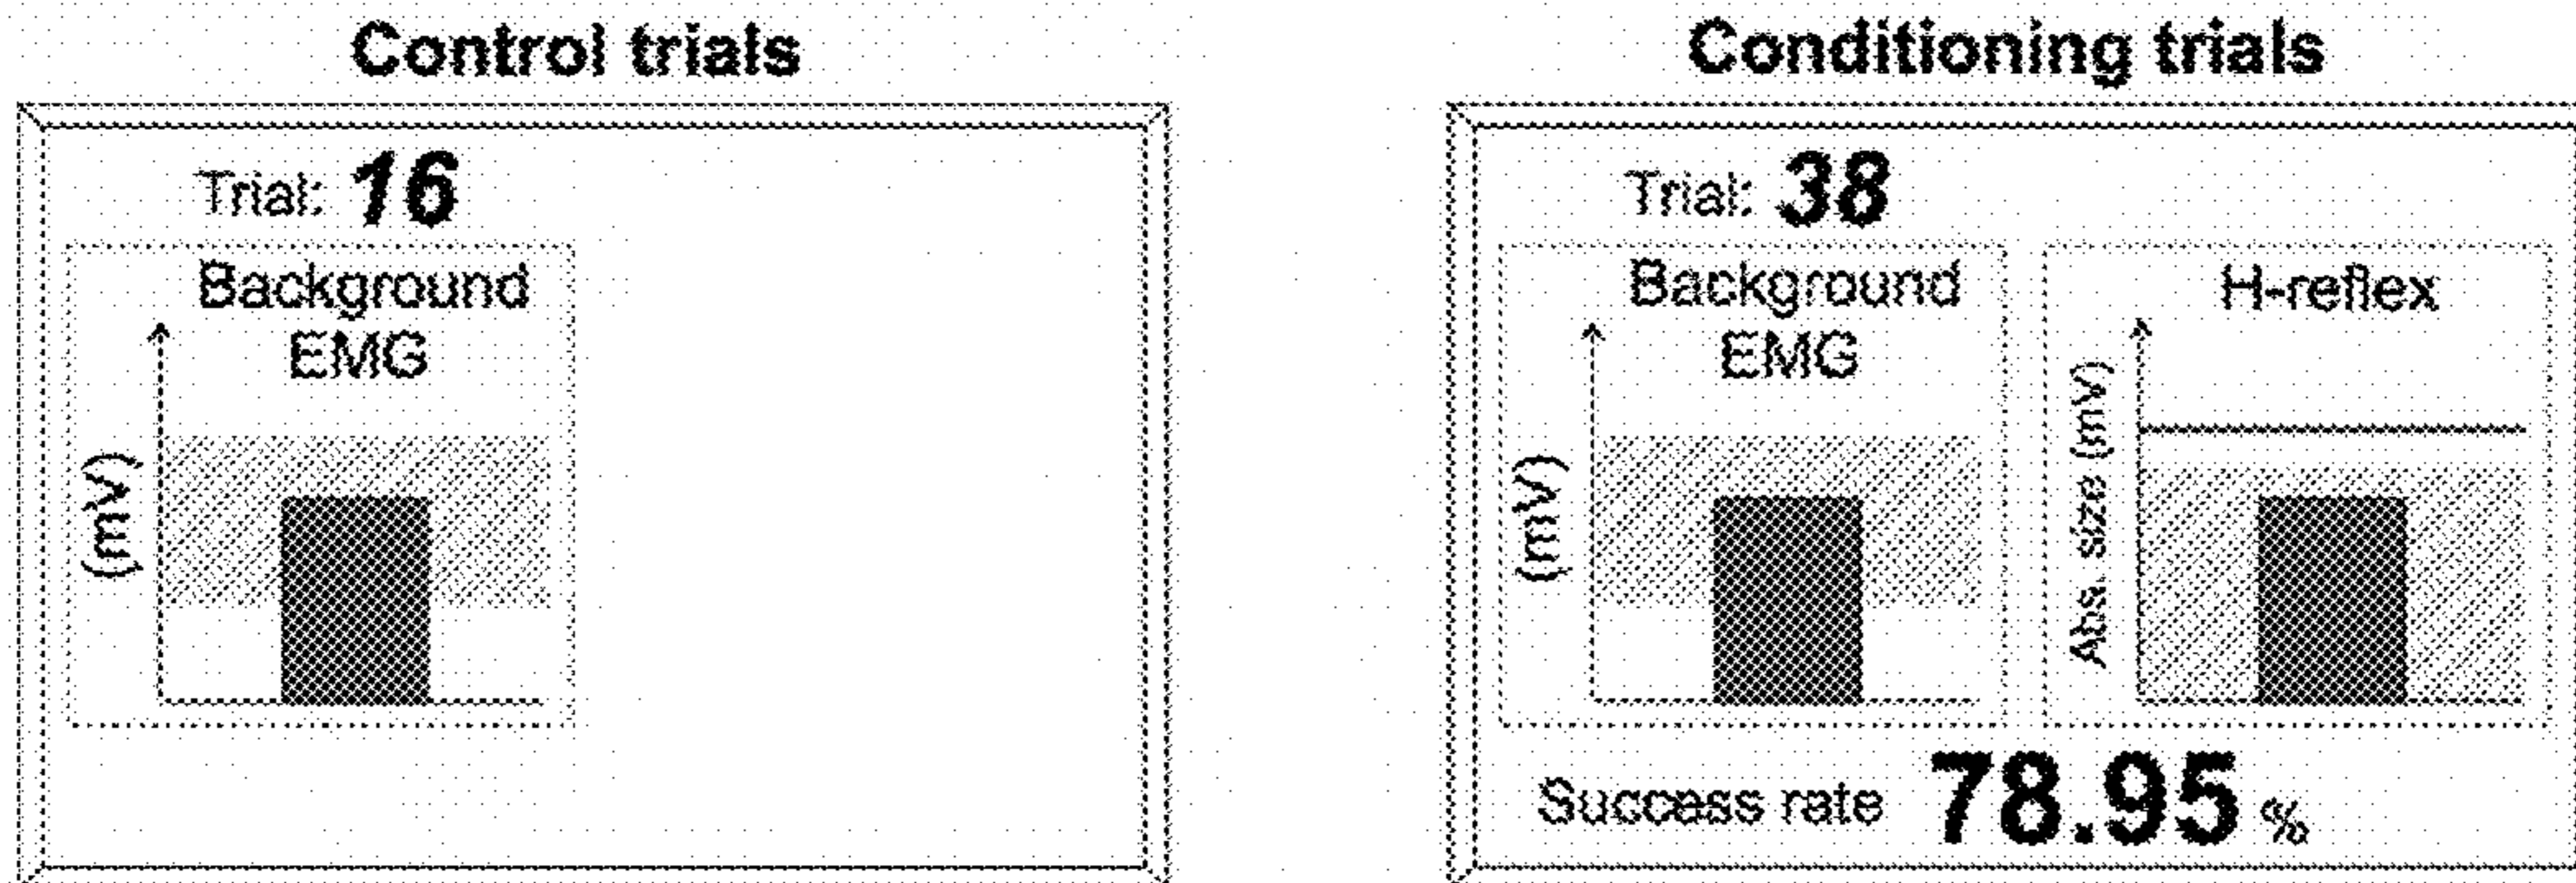 Control trials
Trial: 16
Background
EMG
(mV)
Conditioning trials
Trial: 38
Background
EMG
(mV)
H-reflex
Abs. size (mV)
Success rate 78.95 %